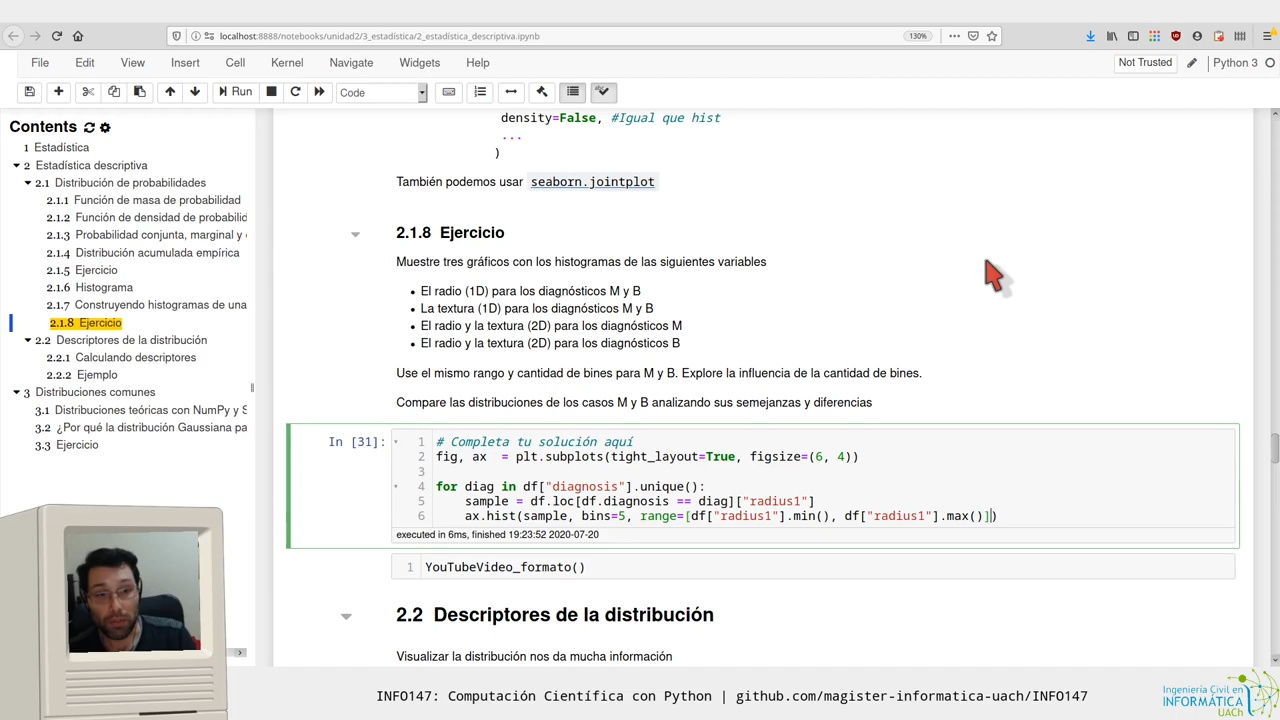 localhost:8888/notebooks/unidad2/3_estadística/2_estadística_descriptiva.ipynb
130%
File Edit View Insert Cell Kernel Navigate Widgets Help
Not Trusted
Python 3
Run
Code
Contents
1 Estadística
2 Estadística descriptiva
2.1 Distribución de probabilidades
2.1.1 Función de masa de probabilidad
2.1.2 Función de densidad de probabilid
2.1.3 Probabilidad conjunta, marginal y
2.1.4 Distribución acumulada empírica
2.1.5 Ejercicio
2.1.6 Histograma
2.1.7 Construyendo histogramas de una
2.1.8 Ejercicio
2.2 Descriptores de la distribución
2.2.1 Calculando descriptores
2.2.2 Ejemplo
3 Distribuciones comunes
3.1 Distribuciones teóricas con NumPy y S
3.2 ¿Por qué la distribución Gaussiana pa
3.3 Ejercicio
density=False, #Igual que hist
...
)
También podemos usar seaborn.jointplot
2.1.8 Ejercicio
Muestre tres gráficos con los histogramas de las siguientes variables
• El radio (1D) para los diagnósticos M y B
• La textura (1D) para los diagnósticos M y B
• El radio y la textura (2D) para los diagnósticos M
• El radio y la textura (2D) para los diagnósticos B
Use el mismo rango y cantidad de bines para M y B. Explore la influencia de la cantidad de bines.
Compare las distribuciones de los casos M y B analizando sus semejanzas y diferencias
In [31]:
1 # Completa tu solución aquí
2 fig, ax  = plt.subplots(tight_layout=True, figsize=(6, 4))
3
4 for diag in df["diagnosis"].unique():
5 sample = df.loc[df.diagnosis == diag]["radius1"]
6 ax.hist(sample, bins=5, range=[df["radius1"].min(), df["radius1"].max()])
executed in 6ms, finished 19:23:52 2020-07-20
1 YouTubeVideo_formato()
2.2 Descriptores de la distribución
Visualizar la distribución nos da mucha información
INFO147: Computación Científica con Python | github.com/magister-informatica-uach/INFO147
Ingeniería Civil en
INFORMÁTICA
UACh